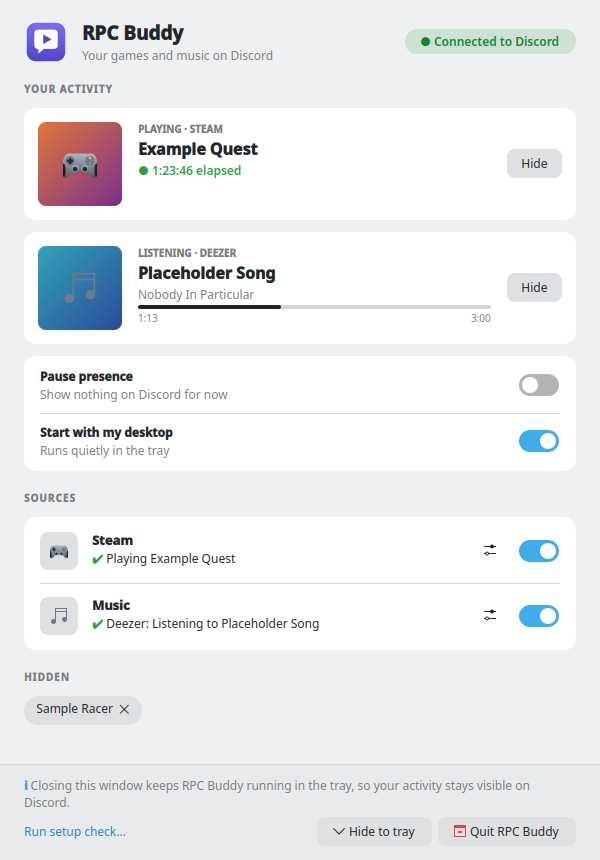 RPC Buddy
Your games and music on Discord
Connected to Discord
YOUR ACTIVITY
PLAYING · STEAM
Example Quest
1:23:46 elapsed
Hide
LISTENING · DEEZER
Placeholder Song
Nobody In Particular
1:13
3:00
Hide
Pause presence
Show nothing on Discord for now
Start with my desktop
Runs quietly in the tray
SOURCES
Steam
✔ Playing Example Quest
Music
✔ Deezer: Listening to Placeholder Song
HIDDEN
Sample Racer
Closing this window keeps RPC Buddy running in the tray, so your activity stays visible on
Discord.
Run setup check...
Hide to tray
Quit RPC Buddy